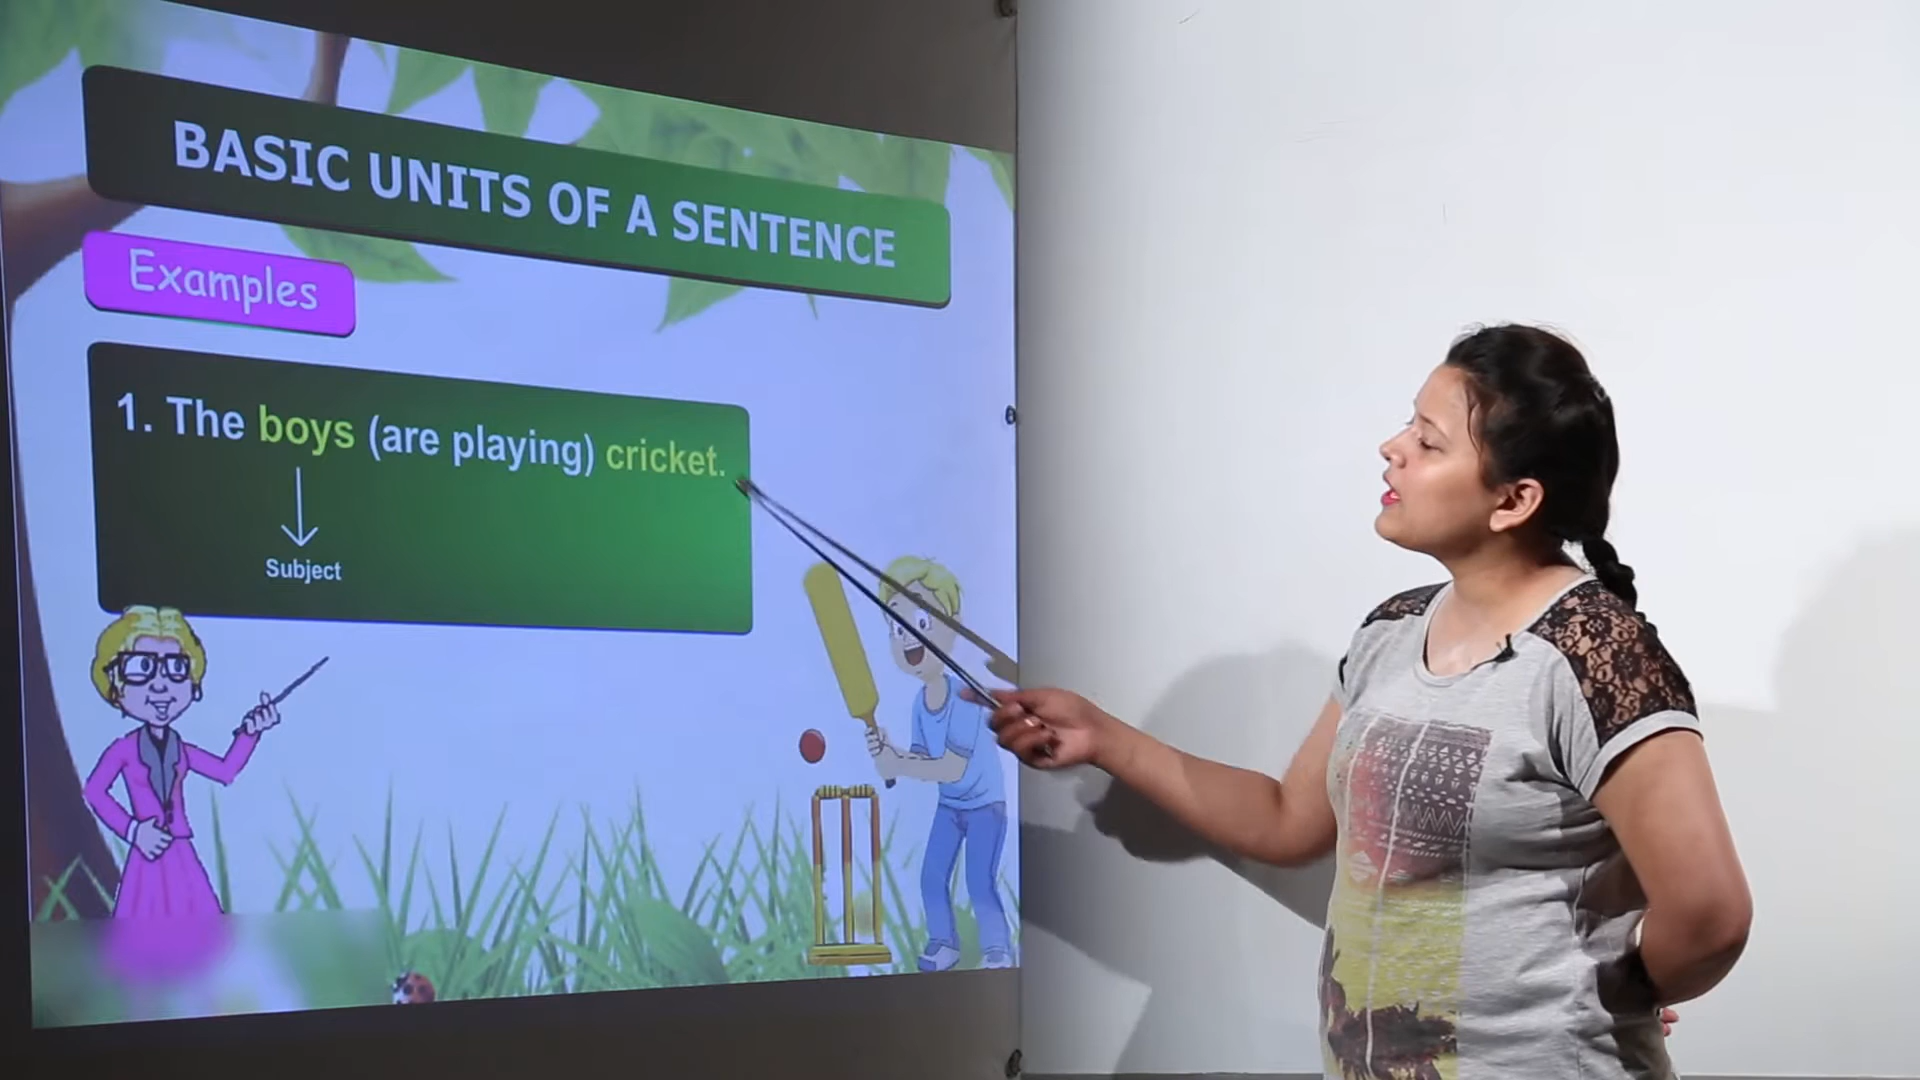 BASIC UNITS OF A SENTENCE
Examples
1. The boys (are playing) cricket.
Subject